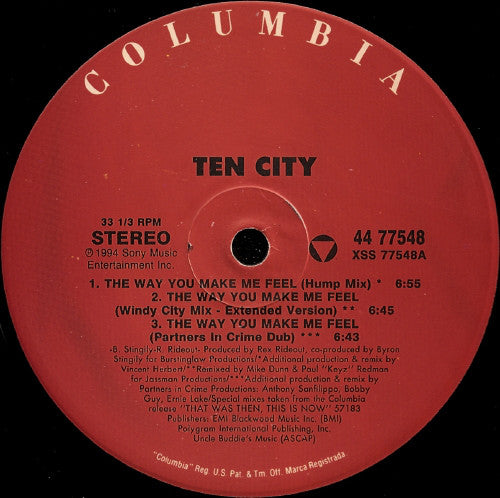 COLUMBIA
TEN CITY
33 1/3 RPM
STEREO
℗1994 Sony Music
Entertainment Inc.
44 77548
XSS 77548A
1. THE WAY YOU MAKE ME FEEL (Hump Mix) * 6:55
2. THE WAY YOU MAKE ME FEEL
(Windy City Mix - Extended Version) ** 6:45
3. THE WAY YOU MAKE ME FEEL
(Partners In Crime Dub) *** 6:43
-B. Stingily-R. Rideout- Produced by Rex Rideout, co-produced by Byron
Stingily for Burstinglaw Productions/*Additional production & remix by
Vincent Herbert/**Remixed by Mike Dunn & Paul "Keyz" Redman
for Jassman Productions/***Additional production & remix by
Partners in Crime Productions: Anthony Sanfilippo, Bobby
Guy, Ernie Lake/Special mixes taken from the Columbia
release "THAT WAS THEN, THIS IS NOW" 57183
Publishers: EMI Blackwood Music Inc. (BMI)
Polygram International Publishing, Inc.
Uncle Buddie's Music (ASCAP)
"Columbia" Reg. U.S. Pat. & Tm. Off. Marca Registrada